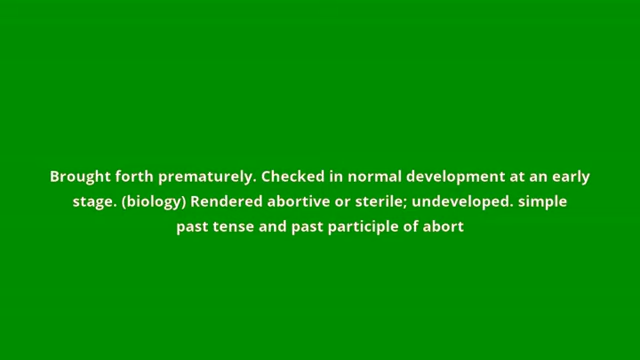 Brought forth prematurely. Checked in normal development at an early
stage. (biology) Rendered abortive or sterile; undeveloped. simple
past tense and past participle of abort